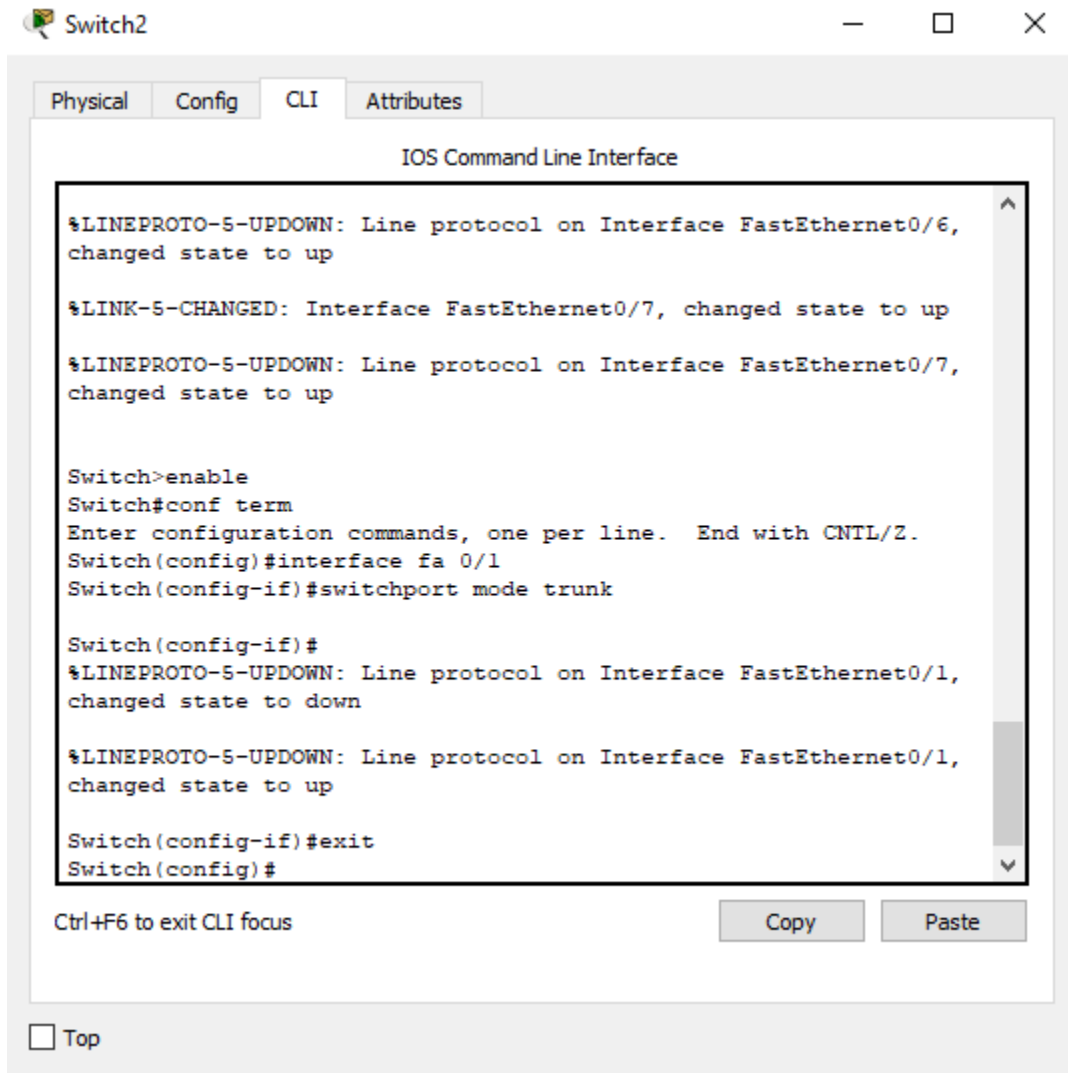 Switch2
Physical Config CLI Attributes
IOS Command Line Interface
%LINEPROTO-5-UPDOWN: Line protocol on Interface FastEthernet0/6,
changed state to up
%LINK-5-CHANGED: Interface FastEthernet0/7, changed state to up
%LINEPROTO-5-UPDOWN: Line protocol on Interface FastEthernet0/7,
changed state to up
Switch>enable
Switch#conf term
Enter configuration commands, one per line.  End with CNTL/Z.
Switch(config)#interface fa 0/1
Switch(config-if)#switchport mode trunk
Switch(config-if)#
%LINEPROTO-5-UPDOWN: Line protocol on Interface FastEthernet0/1,
changed state to down
%LINEPROTO-5-UPDOWN: Line protocol on Interface FastEthernet0/1,
changed state to up
Switch(config-if)#exit
Switch(config)#
Ctrl+F6 to exit CLI focus Copy Paste
Top